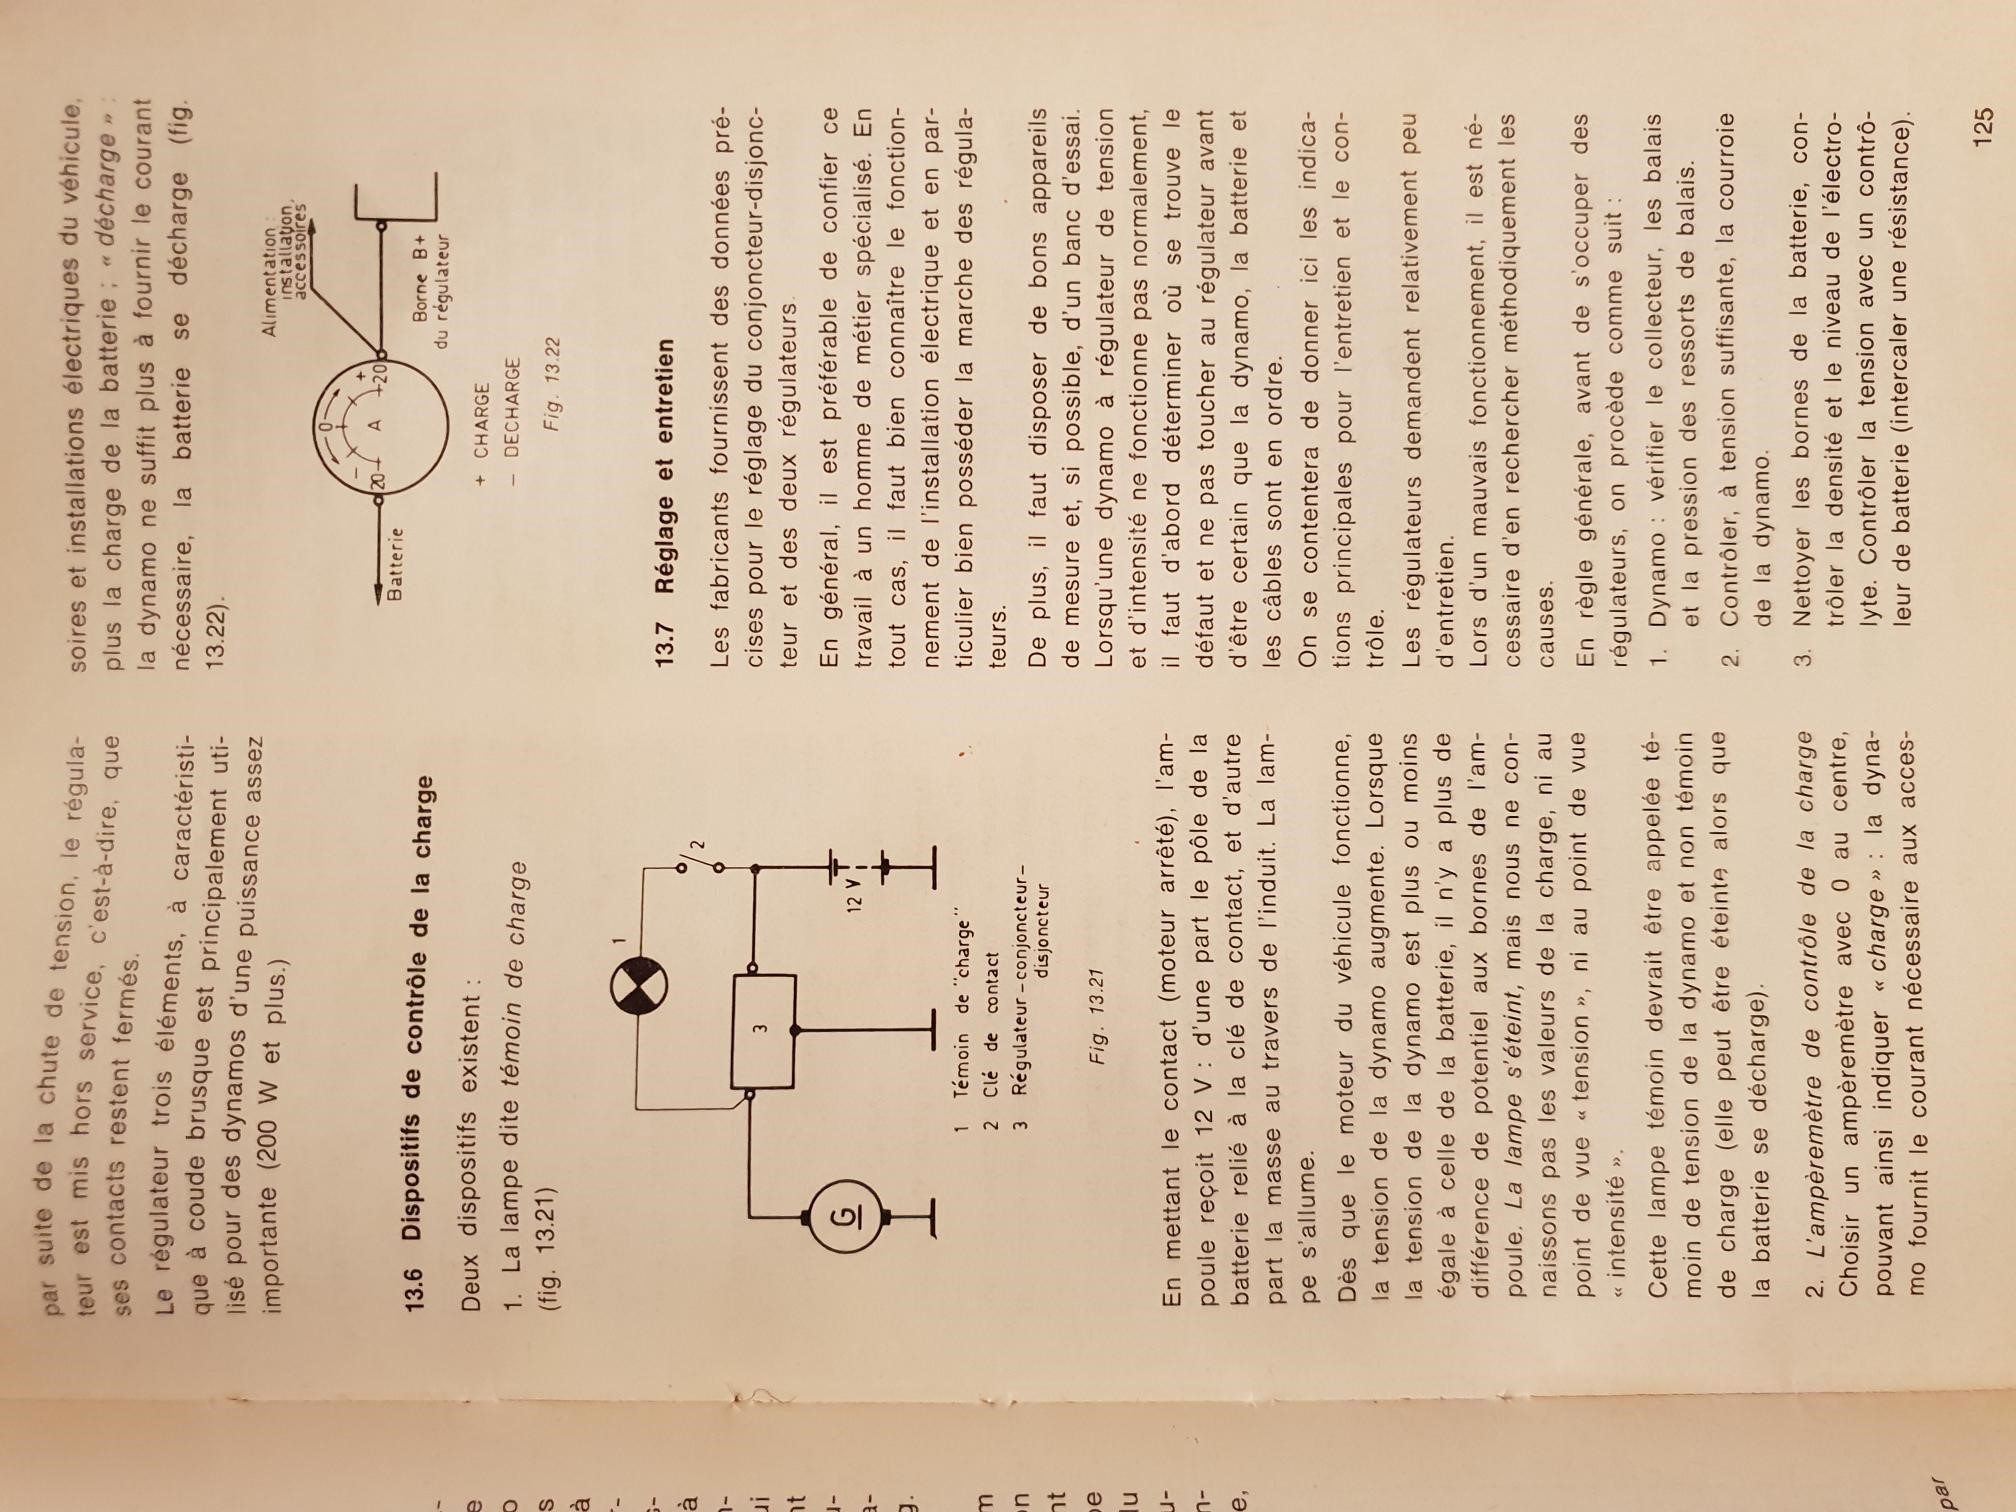 par suite de la chute de tension, le régula-
teur est mis hors service, c'est-à-dire, que
ses contacts restent fermés.
Le régulateur trois éléments, à caractéristi-
que à coude brusque est principalement uti-
lisé pour des dynamos d'une puissance assez
importante (200 W et plus.)
13.6 Dispositifs de contrôle de la charge
Deux dispositifs existent :
1. La lampe dite témoin de charge
(fig. 13.21)
1
2
3
12 V
G
1 Témoin de "charge"
2 Clé de contact
3 Régulateur – conjoncteur –
disjoncteur
Fig. 13.21
En mettant le contact (moteur arrêté), l'am-
poule reçoit 12 V : d'une part le pôle de la
batterie relié à la clé de contact, et d'autre
part la masse au travers de l'induit. La lam-
pe s'allume.
Dès que le moteur du véhicule fonctionne,
la tension de la dynamo augmente. Lorsque
la tension de la dynamo est plus ou moins
égale à celle de la batterie, il n'y a plus de
différence de potentiel aux bornes de l'am-
poule. La lampe s'éteint, mais nous ne con-
naissons pas les valeurs de la charge, ni au
point de vue « tension », ni au point de vue
« intensité ».
Cette lampe témoin devrait être appelée té-
moin de tension de la dynamo et non témoin
de charge (elle peut être éteinte alors que
la batterie se décharge).
2. L'ampèremètre de contrôle de la charge
Choisir un ampèremètre avec 0 au centre,
pouvant ainsi indiquer « charge » : la dyna-
mo fournit le courant nécessaire aux acces-
soires et installations électriques du véhicule,
plus la charge de la batterie ; « décharge » :
la dynamo ne suffit plus à fournir le courant
nécessaire, la batterie se décharge (fig.
13.22).
Alimentation :
installation,
accessoires
0
– +
20 20
A
Batterie
Borne B+
du régulateur
+ CHARGE
– DECHARGE
Fig. 13.22
13.7 Réglage et entretien
Les fabricants fournissent des données pré-
cises pour le réglage du conjoncteur-disjonc-
teur et des deux régulateurs.
En général, il est préférable de confier ce
travail à un homme de métier spécialisé. En
tout cas, il faut bien connaître le fonction-
nement de l'installation électrique et en par-
ticulier bien posséder la marche des régula-
teurs.
De plus, il faut disposer de bons appareils
de mesure et, si possible, d'un banc d'essai.
Lorsqu'une dynamo à régulateur de tension
et d'intensité ne fonctionne pas normalement,
il faut d'abord déterminer où se trouve le
défaut et ne pas toucher au régulateur avant
d'être certain que la dynamo, la batterie et
les câbles sont en ordre.
On se contentera de donner ici les indica-
tions principales pour l'entretien et le con-
trôle.
Les régulateurs demandent relativement peu
d'entretien.
Lors d'un mauvais fonctionnement, il est né-
cessaire d'en rechercher méthodiquement les
causes.
En règle générale, avant de s'occuper des
régulateurs, on procède comme suit :
1. Dynamo : vérifier le collecteur, les balais
et la pression des ressorts de balais.
2. Contrôler, à tension suffisante, la courroie
de la dynamo.
3. Nettoyer les bornes de la batterie, con-
trôler la densité et le niveau de l'électro-
lyte. Contrôler la tension avec un contrô-
leur de batterie (intercaler une résistance).
125
par